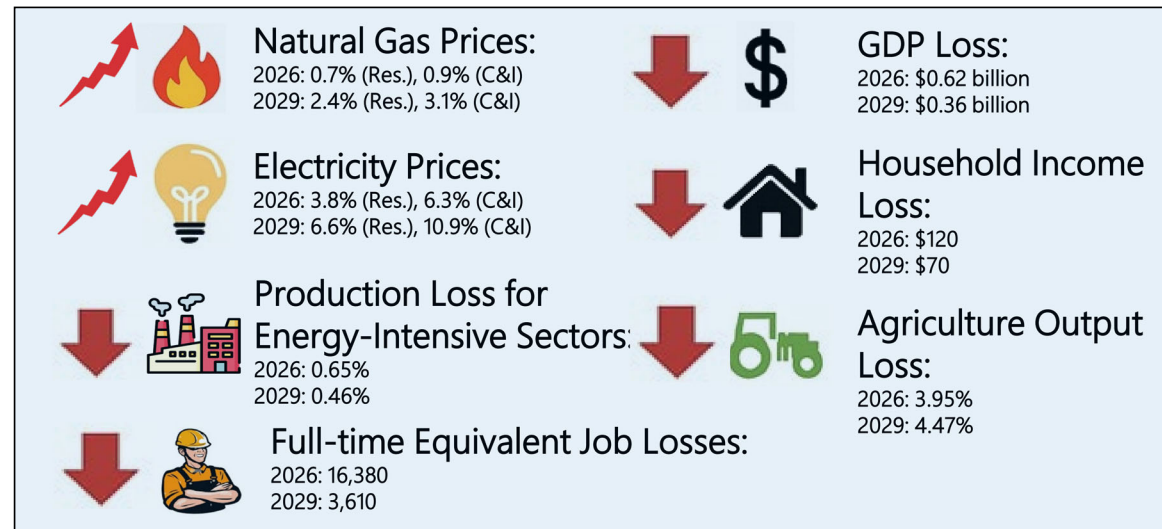 Natural Gas Prices:
2026: 0.7% (Res.), 0.9% (C&I)
2029: 2.4% (Res.), 3.1% (C&I)
Electricity Prices:
2026: 3.8% (Res.), 6.3% (C&I)
2029: 6.6% (Res.), 10.9% (C&I)
Production Loss for
Energy-Intensive Sectors:
2026: 0.65%
2029: 0.46%
Full-time Equivalent Job Losses:
2026: 16,380
2029: 3,610
$
GDP Loss:
2026: $0.62 billion
2029: $0.36 billion
Household Income
Loss:
2026: $120
2029: $70
Agriculture Output
Loss:
2026: 3.95%
2029: 4.47%